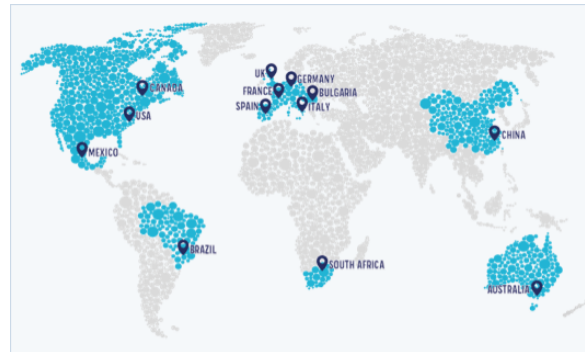 CANADA
USA
MEXICO
BRAZIL
UK
GERMANY
FRANCE
BULGARIA
SPAIN
ITALY
CHINA
SOUTH AFRICA
AUSTRALIA